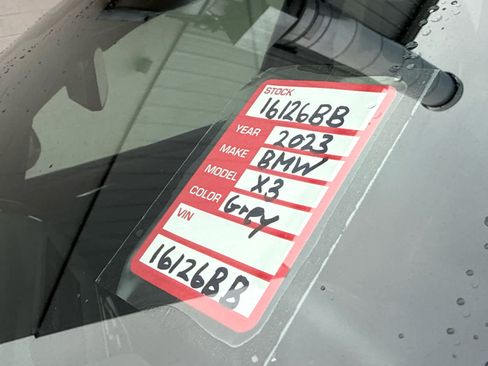 STOCK
16126BB
YEAR 2023
MAKE BMW
MODEL X3
COLOR Grey
VIN
16126BB